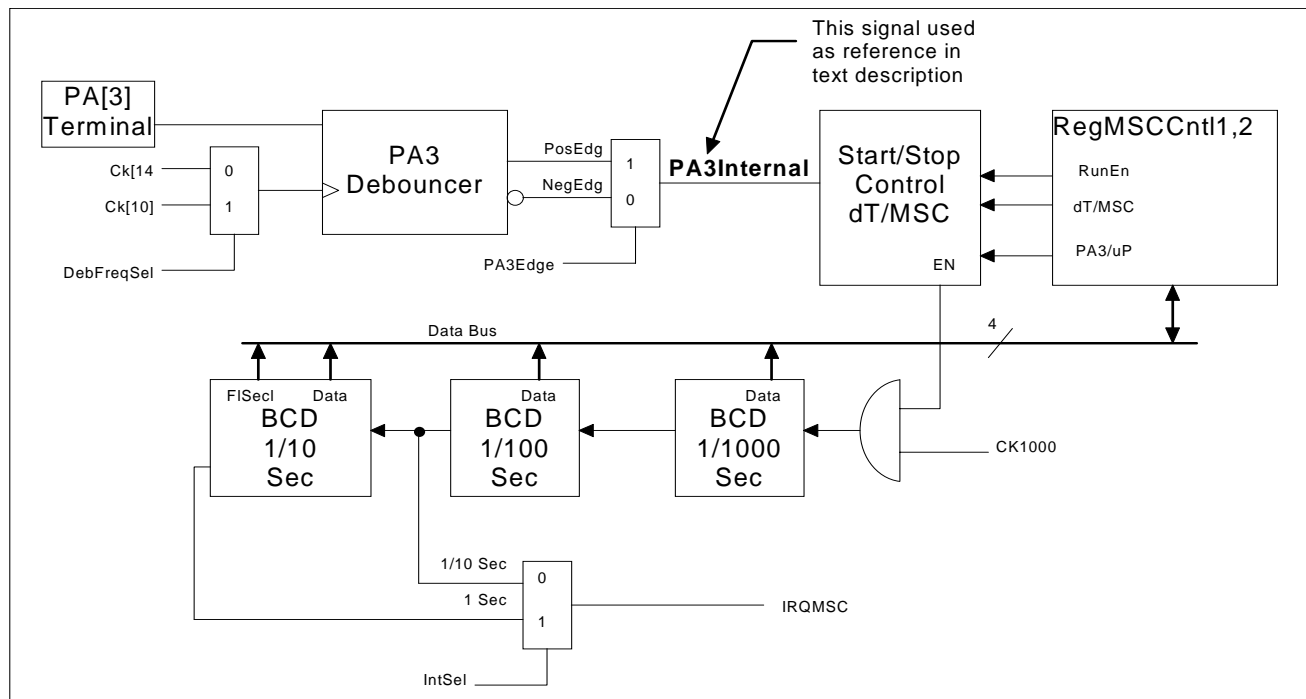 This signal used
as reference in
text description
PA[3]
Terminal
Ck[14
Ck[10]
0
1
DebFreqSel
PA3
Debouncer
PosEdg
NegEdg
1
0
PA3Edge
PA3Internal
Start/Stop
Control
dT/MSC
EN
RegMSCCntl1,2
RunEn
dT/MSC
PA3/uP
Data Bus
4
FlSecl Data
BCD
1/10
Sec
Data
BCD
1/100
Sec
Data
BCD
1/1000
Sec
CK1000
1/10 Sec
1 Sec
0
1
IRQMSC
IntSel